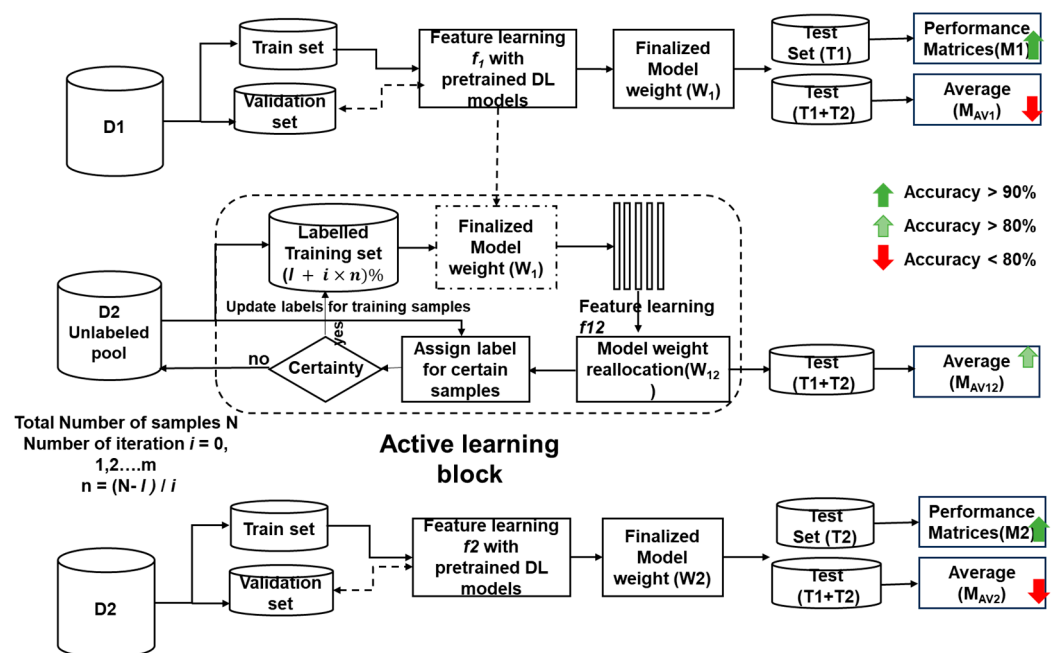 D1
Train set
Validation
set
Feature learning
f₁ with
pretrained DL
models
Finalized
Model
weight (W₁)
Test
Set (T1)
Performance
Matrices(M1)
Test
(T1+T2)
Average
(M_AV1)
Accuracy > 90%
Accuracy > 80%
Accuracy < 80%
Labelled
Training set
(l + i × n)%
Finalized
Model
weight (W₁)
Feature learning
f12
D2
Unlabeled
pool
Update labels for training samples
yes
no
Certainty
Assign label
for certain
samples
Model weight
reallocation(W₁₂
)
Test
(T1+T2)
Average
(M_AV12)
Total Number of samples N
Number of iteration i = 0,
1,2....m
n = (N- l ) / i
Active learning
block
D2
Train set
Validation
set
Feature learning
f2 with
pretrained DL
models
Finalized
Model
weight (W2)
Test
Set (T2)
Performance
Matrices(M2)
Test
(T1+T2)
Average
(M_AV2)